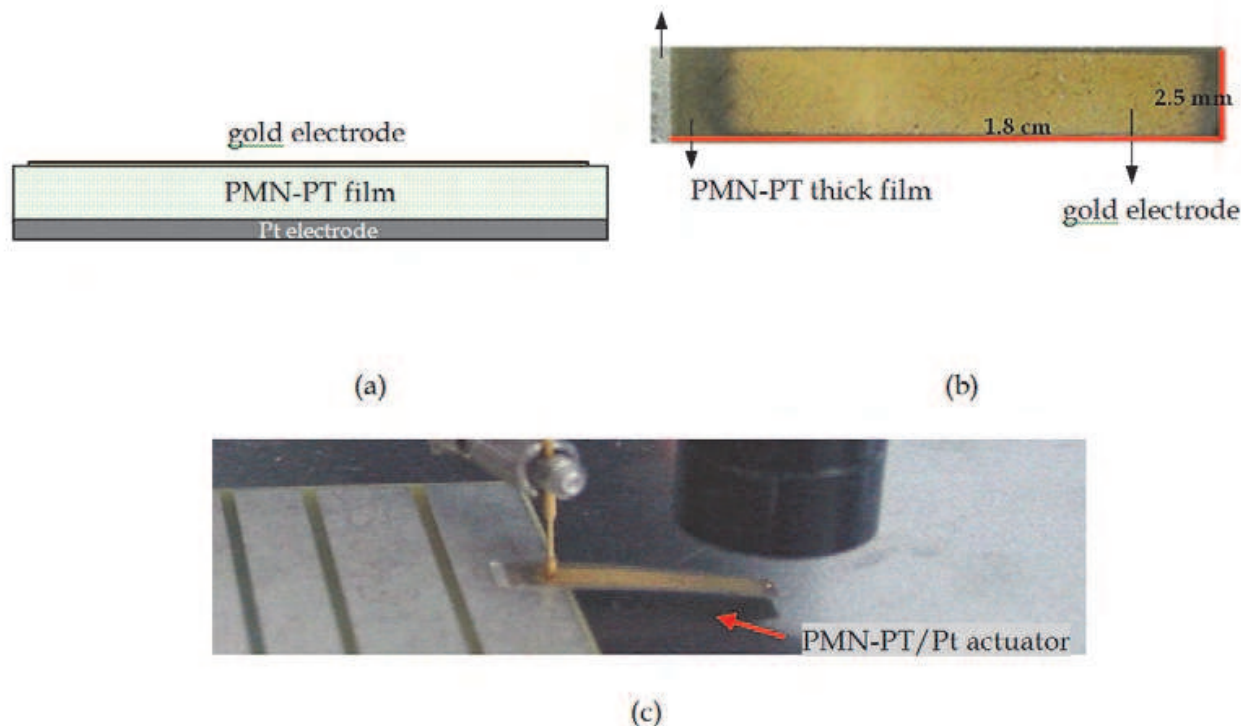 gold electrode
PMN-PT film
Pt electrode
2.5 mm
1.8 cm
PMN-PT thick film
gold electrode
(a)
(b)
PMN-PT/Pt actuator
(c)